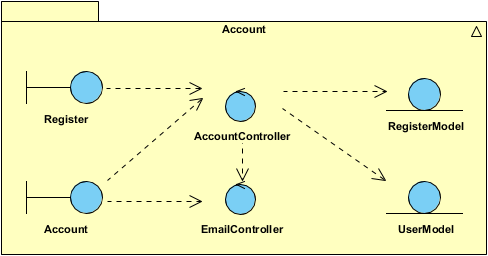 Account
Register
AccountController
RegisterModel
Account
EmailController
UserModel